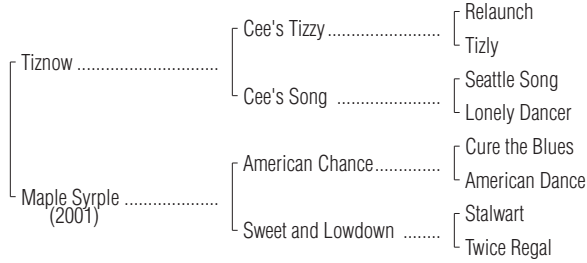 Relaunch
Cee's Tizzy ......................
Tizly
Tiznow ............................
Seattle Song
Cee's Song ....................
Lonely Dancer
Cure the Blues
American Chance.............
American Dance
Maple Syrple ..................
(2001)
Stalwart
Sweet and Lowdown .......
Twice Regal